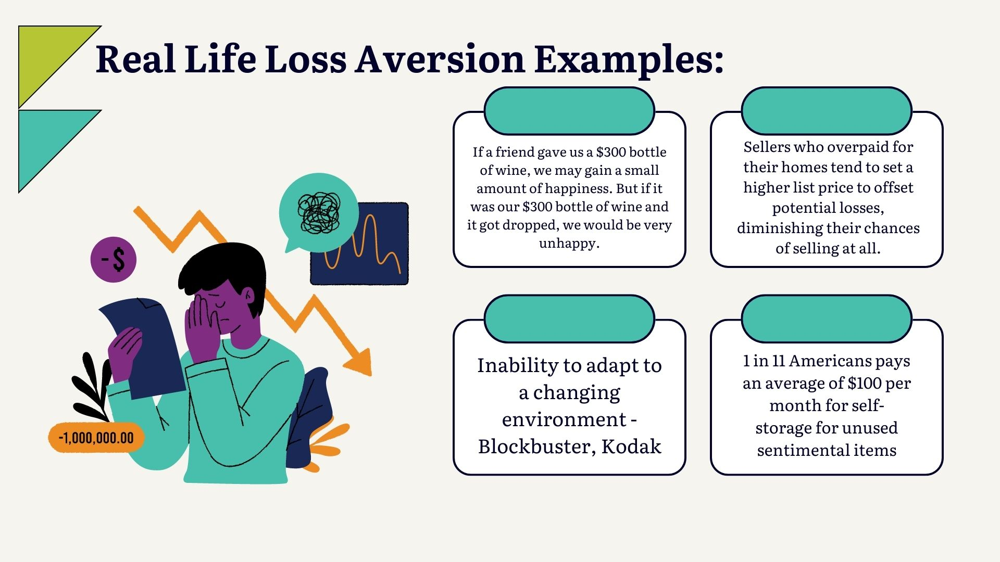 Real Life Loss Aversion Examples:
If a friend gave us a $300 bottle
of wine, we may gain a small
amount of happiness. But if it
was our $300 bottle of wine and
it got dropped, we would be very
unhappy.
Sellers who overpaid for
their homes tend to set a
higher list price to offset
potential losses,
diminishing their chances
of selling at all.
-$
-1,000,000.00
Inability to adapt to
a changing
environment -
Blockbuster, Kodak
1 in 11 Americans pays
an average of $100 per
month for self-
storage for unused
sentimental items